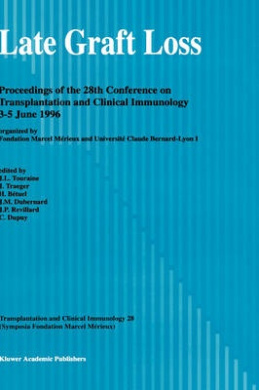 Late Graft Loss
Proceedings of the 28th Conference on
Transplantation and Clinical Immunology
3-5 June 1996
organized by
Fondation Marcel Mérieux and Université Claude Bernard-Lyon I
edited by
J.L. Touraine
J. Traeger
H. Bétuel
J.M. Dubernard
J.P. Revillard
C. Dupuy
Transplantation and Clinical Immunology 28
(Symposia Fondation Marcel Mérieux)
Kluwer Academic Publishers